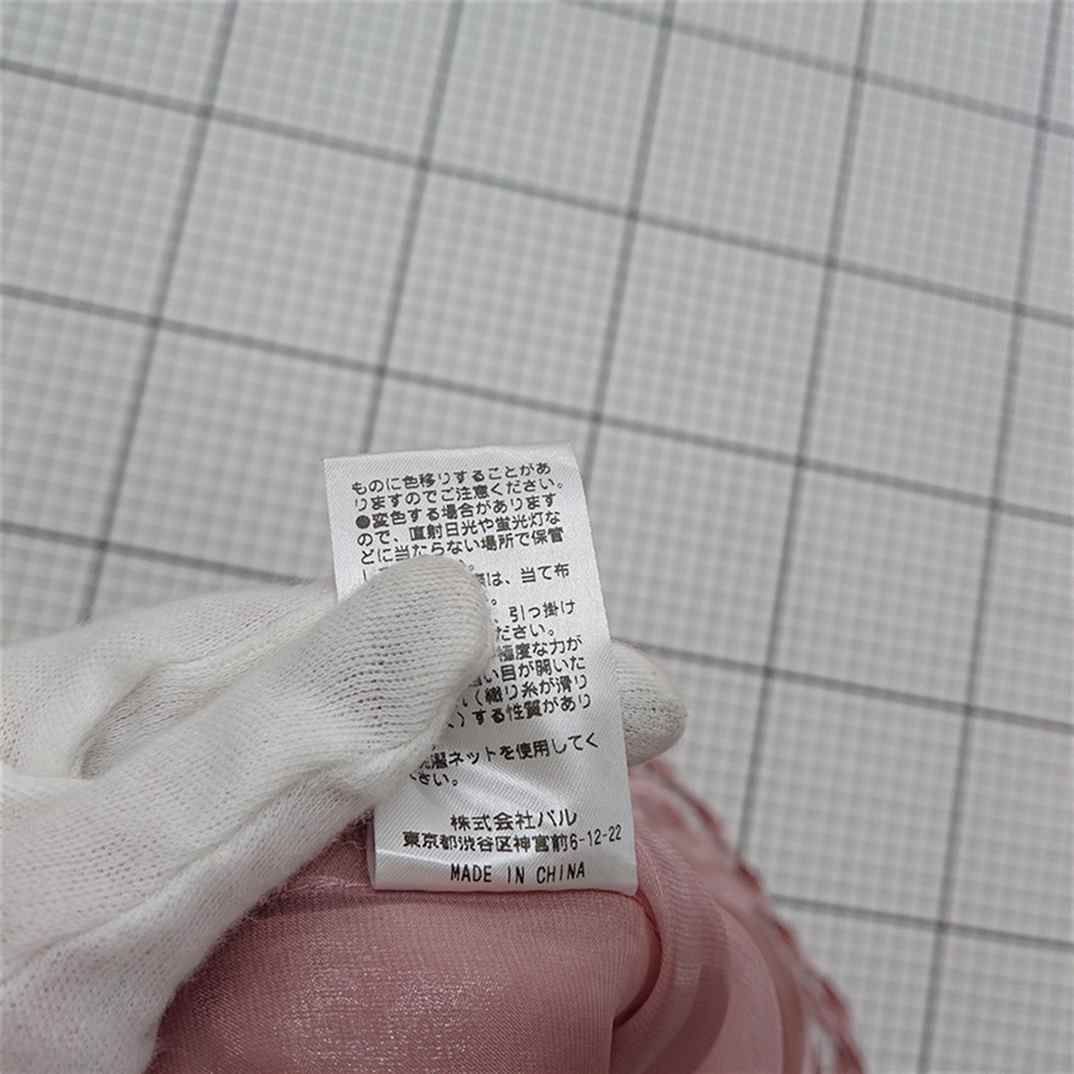 ものに色移りすることがあ
りますのでご注意ください。
●変色する場合があります
ので、直射日光や蛍光灯な
どに当たらない場所で保管
は、当て布
、引っ掛け
ださい。
極度な力が
い目が開いた
(織り糸が滑り
)する性質があり
洗濯ネットを使用してく
さい。
株式会社パル
東京都渋谷区神宮前6-12-22
MADE IN CHINA